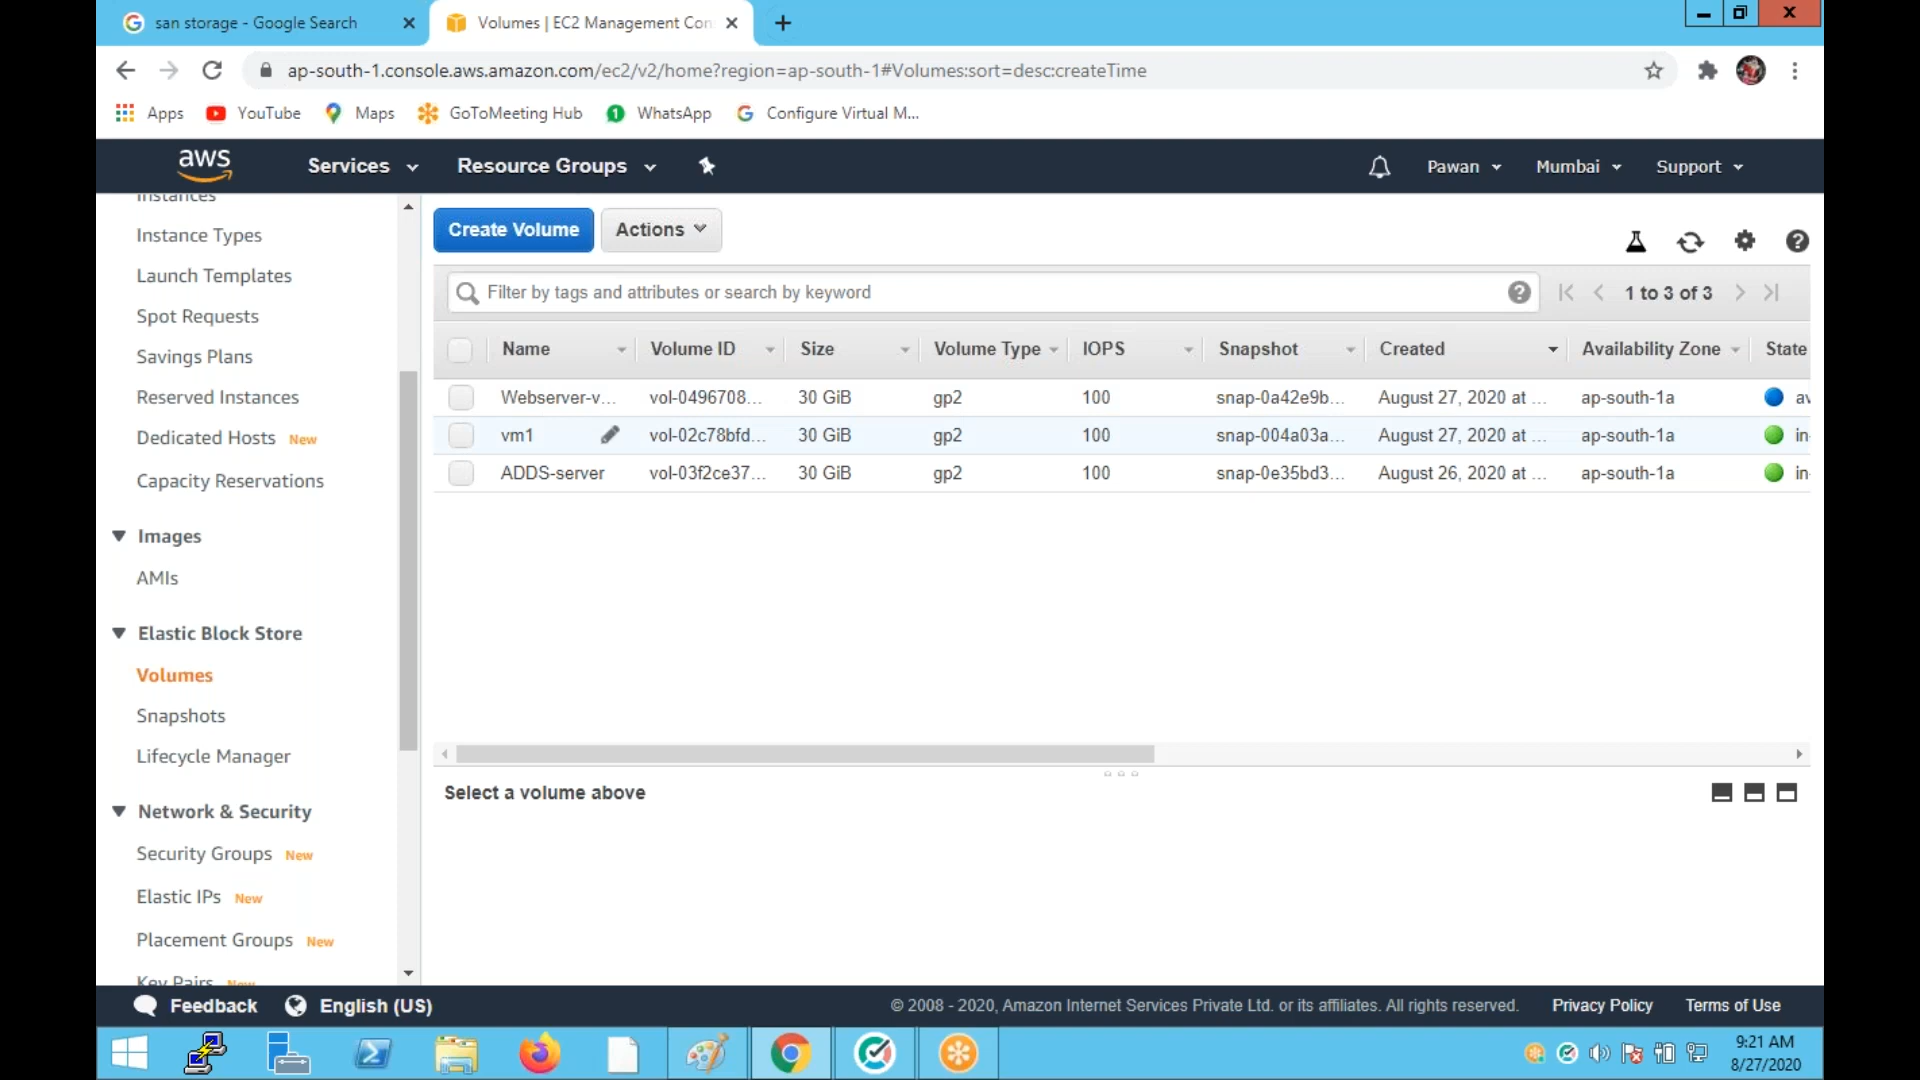 san storage - Google Search
Volumes | EC2 Management Con
ap-south-1.console.aws.amazon.com/ec2/v2/home?region=ap-south-1#Volumes:sort=desc:createTime
Apps YouTube Maps GoToMeeting Hub 1 WhatsApp Configure Virtual M...
aws Services Resource Groups Pawan Mumbai Support
Instances
Instance Types
Launch Templates
Spot Requests
Savings Plans
Reserved Instances
Dedicated Hosts New
Capacity Reservations
Images
AMIs
Elastic Block Store
Volumes
Snapshots
Lifecycle Manager
Network & Security
Security Groups New
Elastic IPs New
Placement Groups New
Key Pairs New
Create Volume Actions
Filter by tags and attributes or search by keyword 1 to 3 of 3
Name Volume ID Size Volume Type IOPS Snapshot Created Availability Zone State
Webserver-v... vol-0496708... 30 GiB gp2 100 snap-0a42e9b... August 27, 2020 at ... ap-south-1a av
vm1 vol-02c78bfd... 30 GiB gp2 100 snap-004a03a... August 27, 2020 at ... ap-south-1a in-
ADDS-server vol-03f2ce37... 30 GiB gp2 100 snap-0e35bd3... August 26, 2020 at ... ap-south-1a in-
Select a volume above
Feedback English (US) © 2008 - 2020, Amazon Internet Services Private Ltd. or its affiliates. All rights reserved. Privacy Policy Terms of Use
9:21 AM
8/27/2020